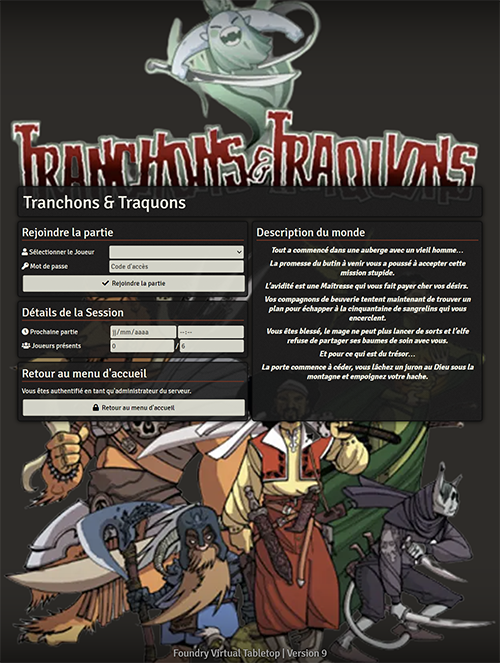 TRANCHONS & TRAQUONS
Tranchons & Traquons
Rejoindre la partie
Sélectionner le Joueur
Mot de passe
Code d'accès
Rejoindre la partie
Détails de la Session
Prochaine partie
jj/mm/aaaa
--:--
Joueurs présents
0
/
6
Retour au menu d'accueil
Vous êtes authentifié en tant qu'administrateur du serveur.
Retour au menu d'accueil
Description du monde
Tout a commencé dans une auberge avec un vieil homme...
La promesse du butin à venir vous a poussé à accepter cette
mission stupide.
L'avidité est une Maitresse qui vous fait payer cher vos désirs.
Vos compagnons de beuverie tentent maintenant de trouver un
plan pour échapper à la cinquantaine de sangrelins qui vous
encerclent.
Vous êtes blessé, le mage ne peut plus lancer de sorts et l'elfe
refuse de partager ses baumes de soin avec vous.
Et pour ce qui est du trésor...
La porte commence à céder, vous lâchez un juron au Dieu sous la
montagne et empoignez votre hache.
Foundry Virtual Tabletop | Version 9